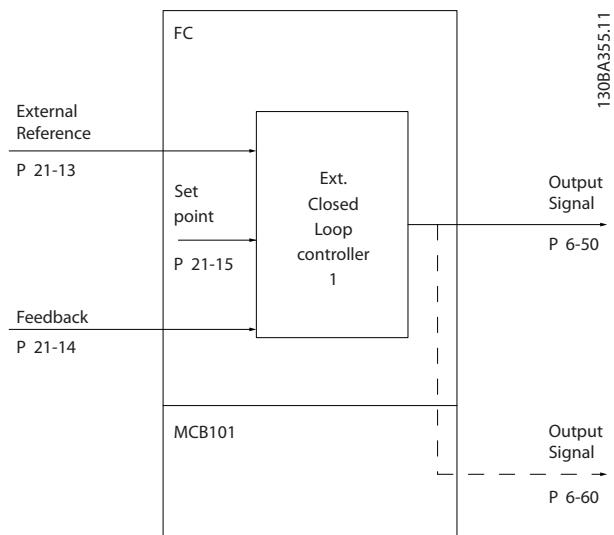 FC
130BA355.11
External
Reference
P 21-13
Set
point
P 21-15
Ext.
Closed
Loop
controller
1
Output
Signal
P 6-50
Feedback
P 21-14
MCB101
Output
Signal
P 6-60